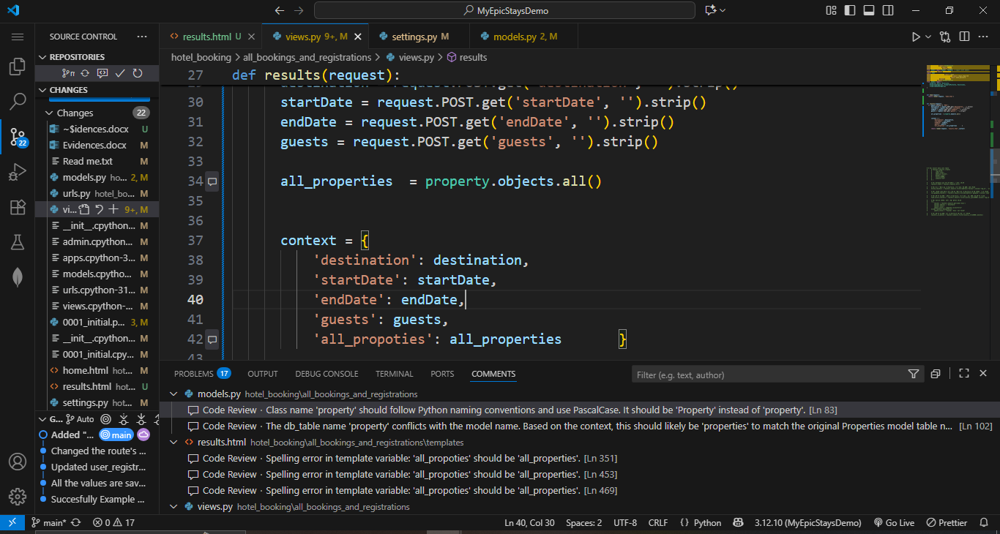 MyEpicStaysDemo
SOURCE CONTROL
results.html U
views.py 9+, M
settings.py M
models.py 2, M
REPOSITORIES
hotel_booking > all_bookings_and_registrations > views.py > results
CHANGES
Changes 22
~$idences.docx U
Evidences.docx M
Read me.txt M
models.py ho... 2, M
urls.py hotel_bo... M
vi... 9+, M
__init__.cpython... M
admin.cpython... M
apps.cpython-3... M
models.cpytho... M
urls.cpython-31... M
views.cpython-... M
0001_initial.p... 3, M
__init__.cpython... M
0001_initial.cpy... M
home.html hot... M
results.html hot... U
settings.py hot... M
22
27 def results(request):
30 startDate = request.POST.get('startDate', '').strip()
31 endDate = request.POST.get('endDate', '').strip()
32 guests = request.POST.get('guests', '').strip()
33
34 all_properties = property.objects.all()
35
36
37 context = {
38 'destination': destination,
39 'startDate': startDate,
40 'endDate': endDate,
41 'guests': guests,
42 'all_propoties': all_properties }
43
PROBLEMS 17 OUTPUT DEBUG CONSOLE TERMINAL PORTS COMMENTS
Filter (e.g. text, author)
models.py hotel_booking\all_bookings_and_registrations
Code Review · Class name 'property' should follow Python naming conventions and use PascalCase. It should be 'Property' instead of 'property'. [Ln 83]
Code Review · The db_table name 'property' conflicts with the model name. Based on the context, this should likely be 'properties' to match the original Properties model table n... [Ln 102]
results.html hotel_booking\all_bookings_and_registrations\templates
Code Review · Spelling error in template variable: 'all_propoties' should be 'all_properties'. [Ln 351]
Code Review · Spelling error in template variable: 'all_propoties' should be 'all_properties'. [Ln 453]
Code Review · Spelling error in template variable: 'all_propoties' should be 'all_properties'. [Ln 469]
views.py hotel_booking\all_bookings_and_registrations
G... Auto
Added "... main
Changed the route's ...
Updated user_registr...
All the values are sav...
Succesfully Example ...
main* 0 17
Ln 40, Col 30 Spaces: 2 UTF-8 CRLF {} Python 3.12.10 (MyEpicStaysDemo) Go Live Prettier